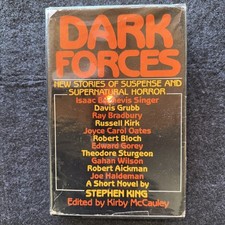 DARK
FORCES
NEW STORIES OF SUSPENSE AND
SUPERNATURAL HORROR
Isaac Bashevis Singer
Davis Grubb
Ray Bradbury
Russell Kirk
Joyce Carol Oates
Robert Bloch
Edward Gorey
Theodore Sturgeon
Gahan Wilson
Robert Aickman
Joe Haldeman
A Short Novel by
STEPHEN KING
Edited by Kirby McCauley